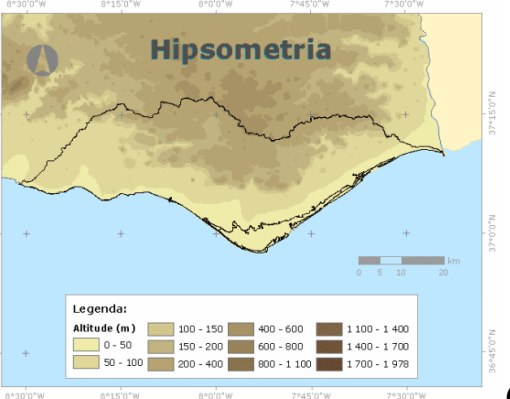 8°30'0"W 8°15'0"W 8°0'0"W 7°45'0"W 7°30'0"W
Hipsometria
37°15'0"N
37°0'0"N
36°45'0"N
0 5 10 20 km
Legenda:
Altitude (m)
0 - 50
50 - 100
100 - 150
150 - 200
200 - 400
400 - 600
600 - 800
800 - 1 100
1 100 - 1 400
1 400 - 1 700
1 700 - 1 978
8°30'0"W 8°15'0"W 8°0'0"W 7°45'0"W 7°30'0"W